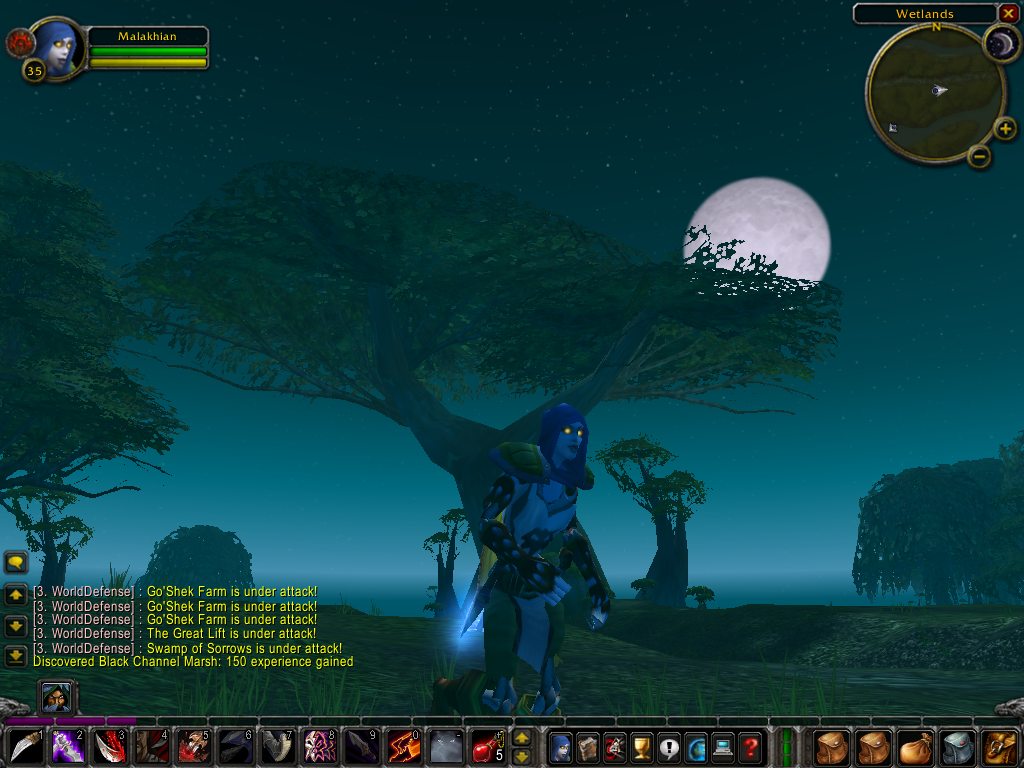 Malakhian
35
Wetlands
N
[3. WorldDefense] : Go'Shek Farm is under attack!
[3. WorldDefense] : Go'Shek Farm is under attack!
[3. WorldDefense] : Go'Shek Farm is under attack!
[3. WorldDefense] : The Great Lift is under attack!
[3. WorldDefense] : Swamp of Sorrows is under attack!
Discovered Black Channel Marsh: 150 experience gained
1 2 3 4 5 6 7 8 9 0 - =
5